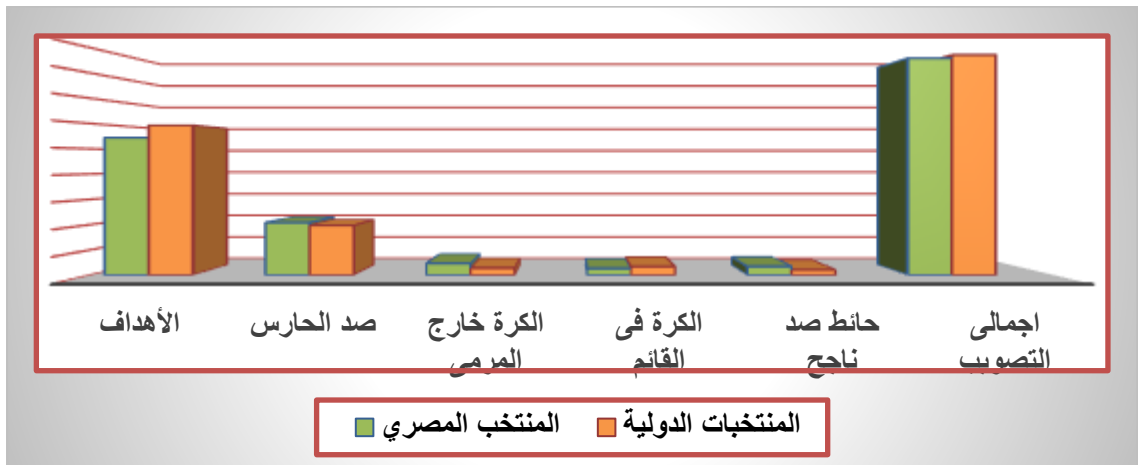 الأهداف
صد الحارس
الكرة خارج
المرمى
الكرة فى
القائم
حائط صد
ناجح
اجمالى
التصويب
المنتخب المصري
المنتخبات الدولية